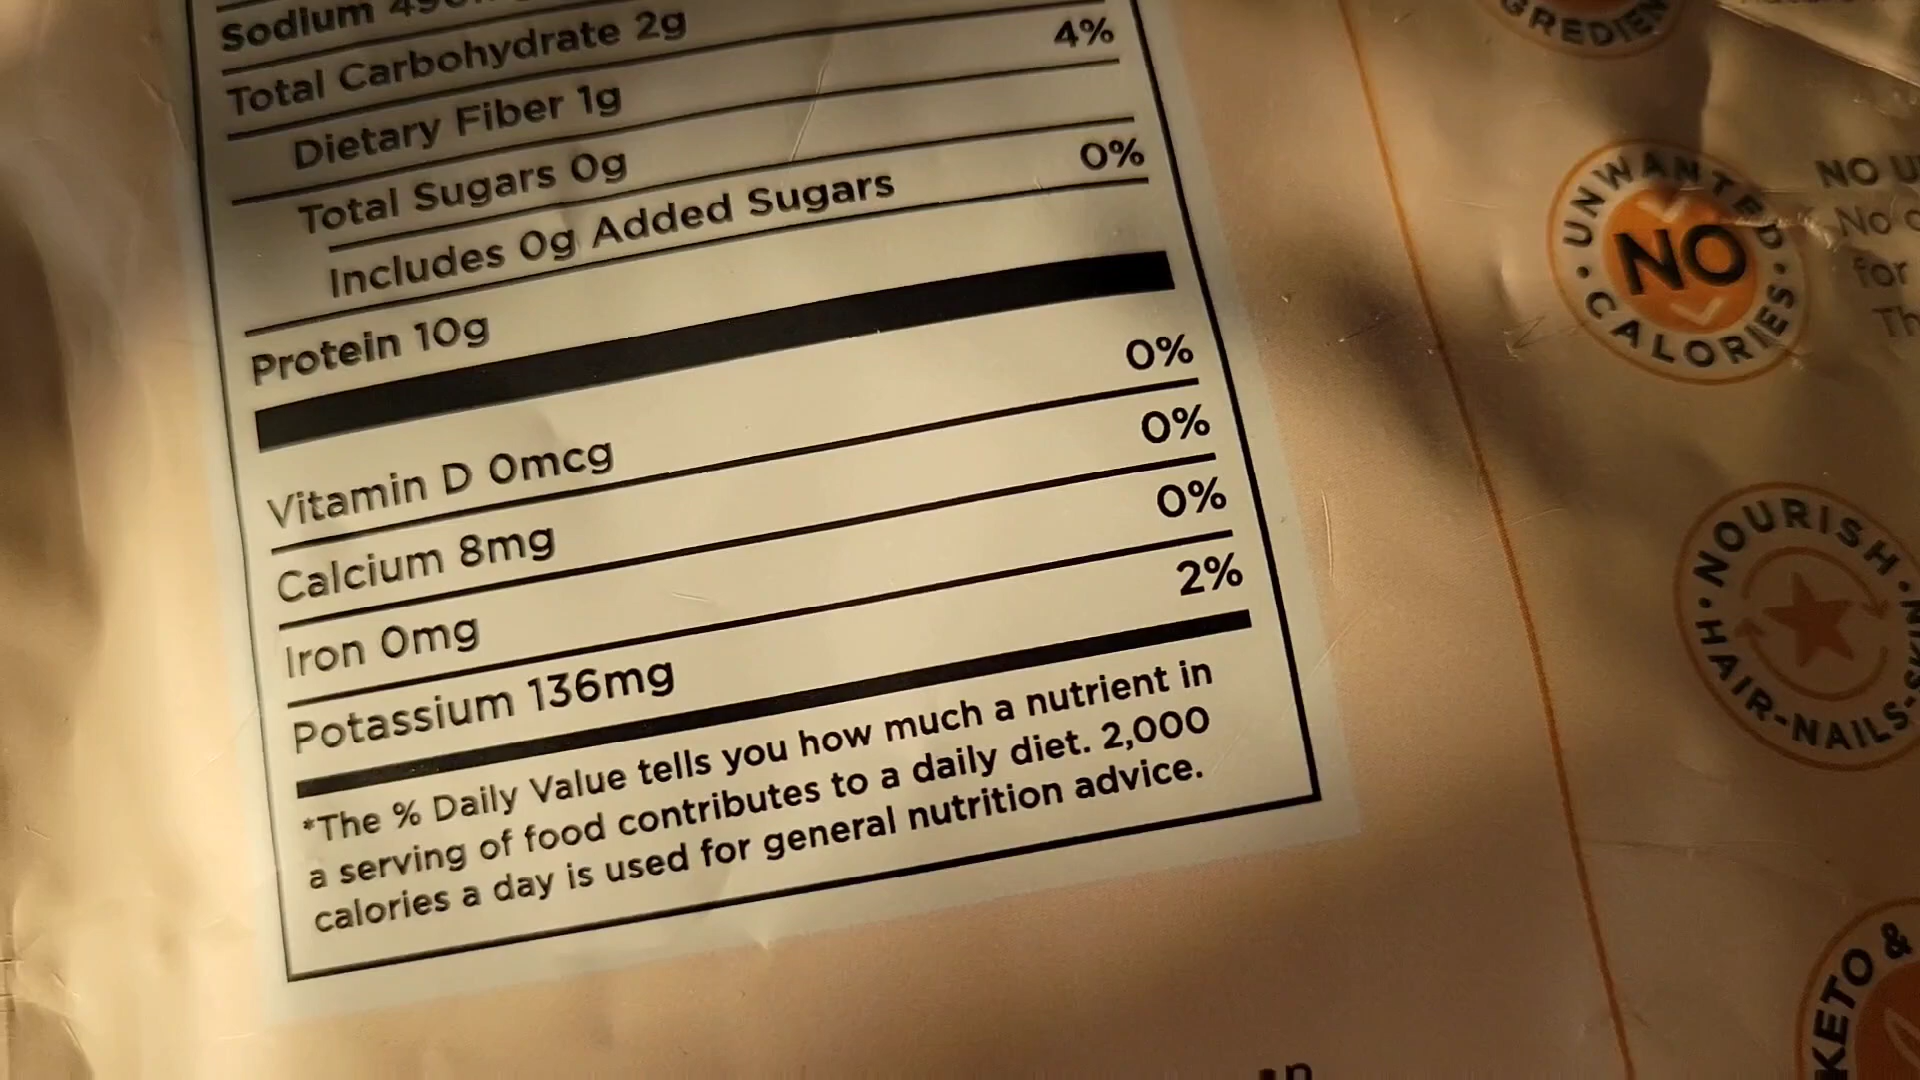 Sodium
Total Carbohydrate 2g
Dietary Fiber 1g 4%
Total Sugars 0g
Includes 0g Added Sugars 0%
Protein 10g
Vitamin D 0mcg 0%
Calcium 8mg 0%
Iron 0mg 0%
Potassium 136mg 2%
*The % Daily Value tells you how much a nutrient in
a serving of food contributes to a daily diet. 2,000
calories a day is used for general nutrition advice.
UNWANTED
NO
CALORIES
NO
No
for
NOURISH
HAIR-NAILS-SKIN
KETO &